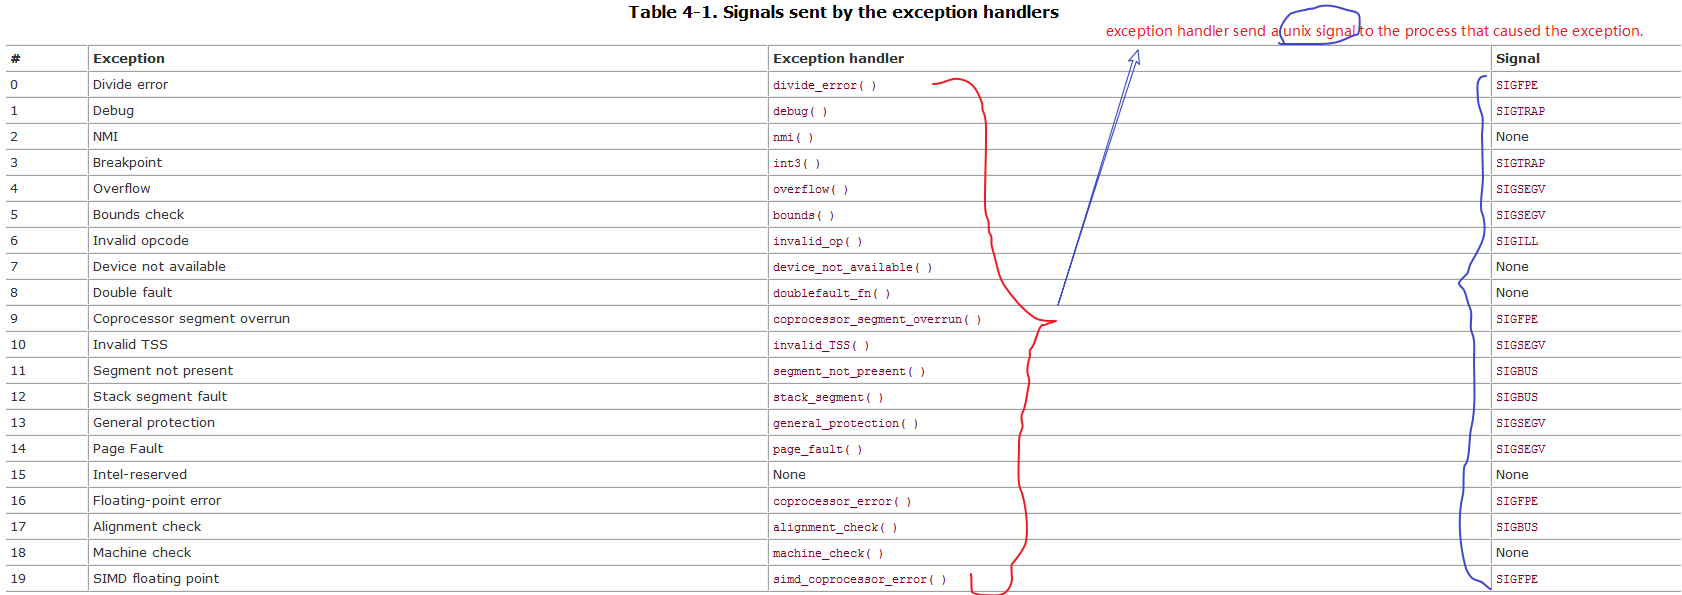 Table 4-1. Signals sent by the exception handlers
exception handler send a unix signal to the process that caused the exception.
# Exception Exception handler Signal
0 Divide error divide_error( ) SIGFPE
1 Debug debug( ) SIGTRAP
2 NMI nmi( ) None
3 Breakpoint int3( ) SIGTRAP
4 Overflow overflow( ) SIGSEGV
5 Bounds check bounds( ) SIGSEGV
6 Invalid opcode invalid_op( ) SIGILL
7 Device not available device_not_available( ) None
8 Double fault doublefault_fn( ) None
9 Coprocessor segment overrun coprocessor_segment_overrun( ) SIGFPE
10 Invalid TSS invalid_TSS( ) SIGSEGV
11 Segment not present segment_not_present( ) SIGBUS
12 Stack segment fault stack_segment( ) SIGBUS
13 General protection general_protection( ) SIGSEGV
14 Page Fault page_fault( ) SIGSEGV
15 Intel-reserved None None
16 Floating-point error coprocessor_error( ) SIGFPE
17 Alignment check alignment_check( ) SIGBUS
18 Machine check machine_check( ) None
19 SIMD floating point simd_coprocessor_error( ) SIGFPE